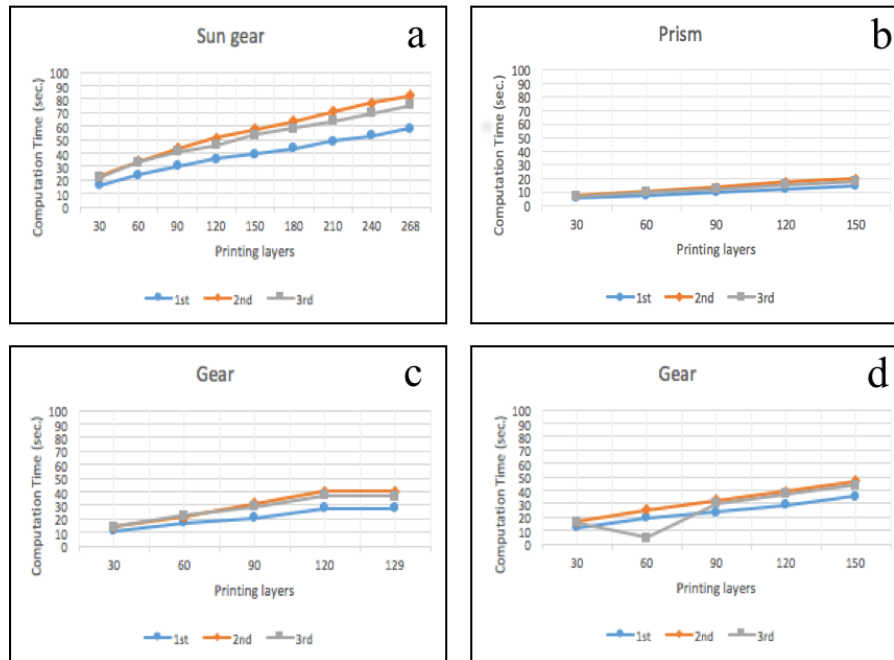 Sun gear
a
Computation Time (sec.)
100
90
80
70
60
50
40
30
20
10
0
30 60 90 120 150 180 210 240 268
Printing layers
1st 2nd 3rd
Prism
b
Computation Time (sec.)
100
90
80
70
60
50
40
30
20
10
0
30 60 90 120 150
Printing layers
1st 2nd 3rd
Gear
c
Computation Time (sec.)
100
90
80
70
60
50
40
30
20
10
0
30 60 90 120 129
Printing layers
1st 2nd 3rd
Gear
d
Computation Time (sec.)
100
90
80
70
60
50
40
30
20
10
0
30 60 90 120 150
Printing layers
1st 2nd 3rd